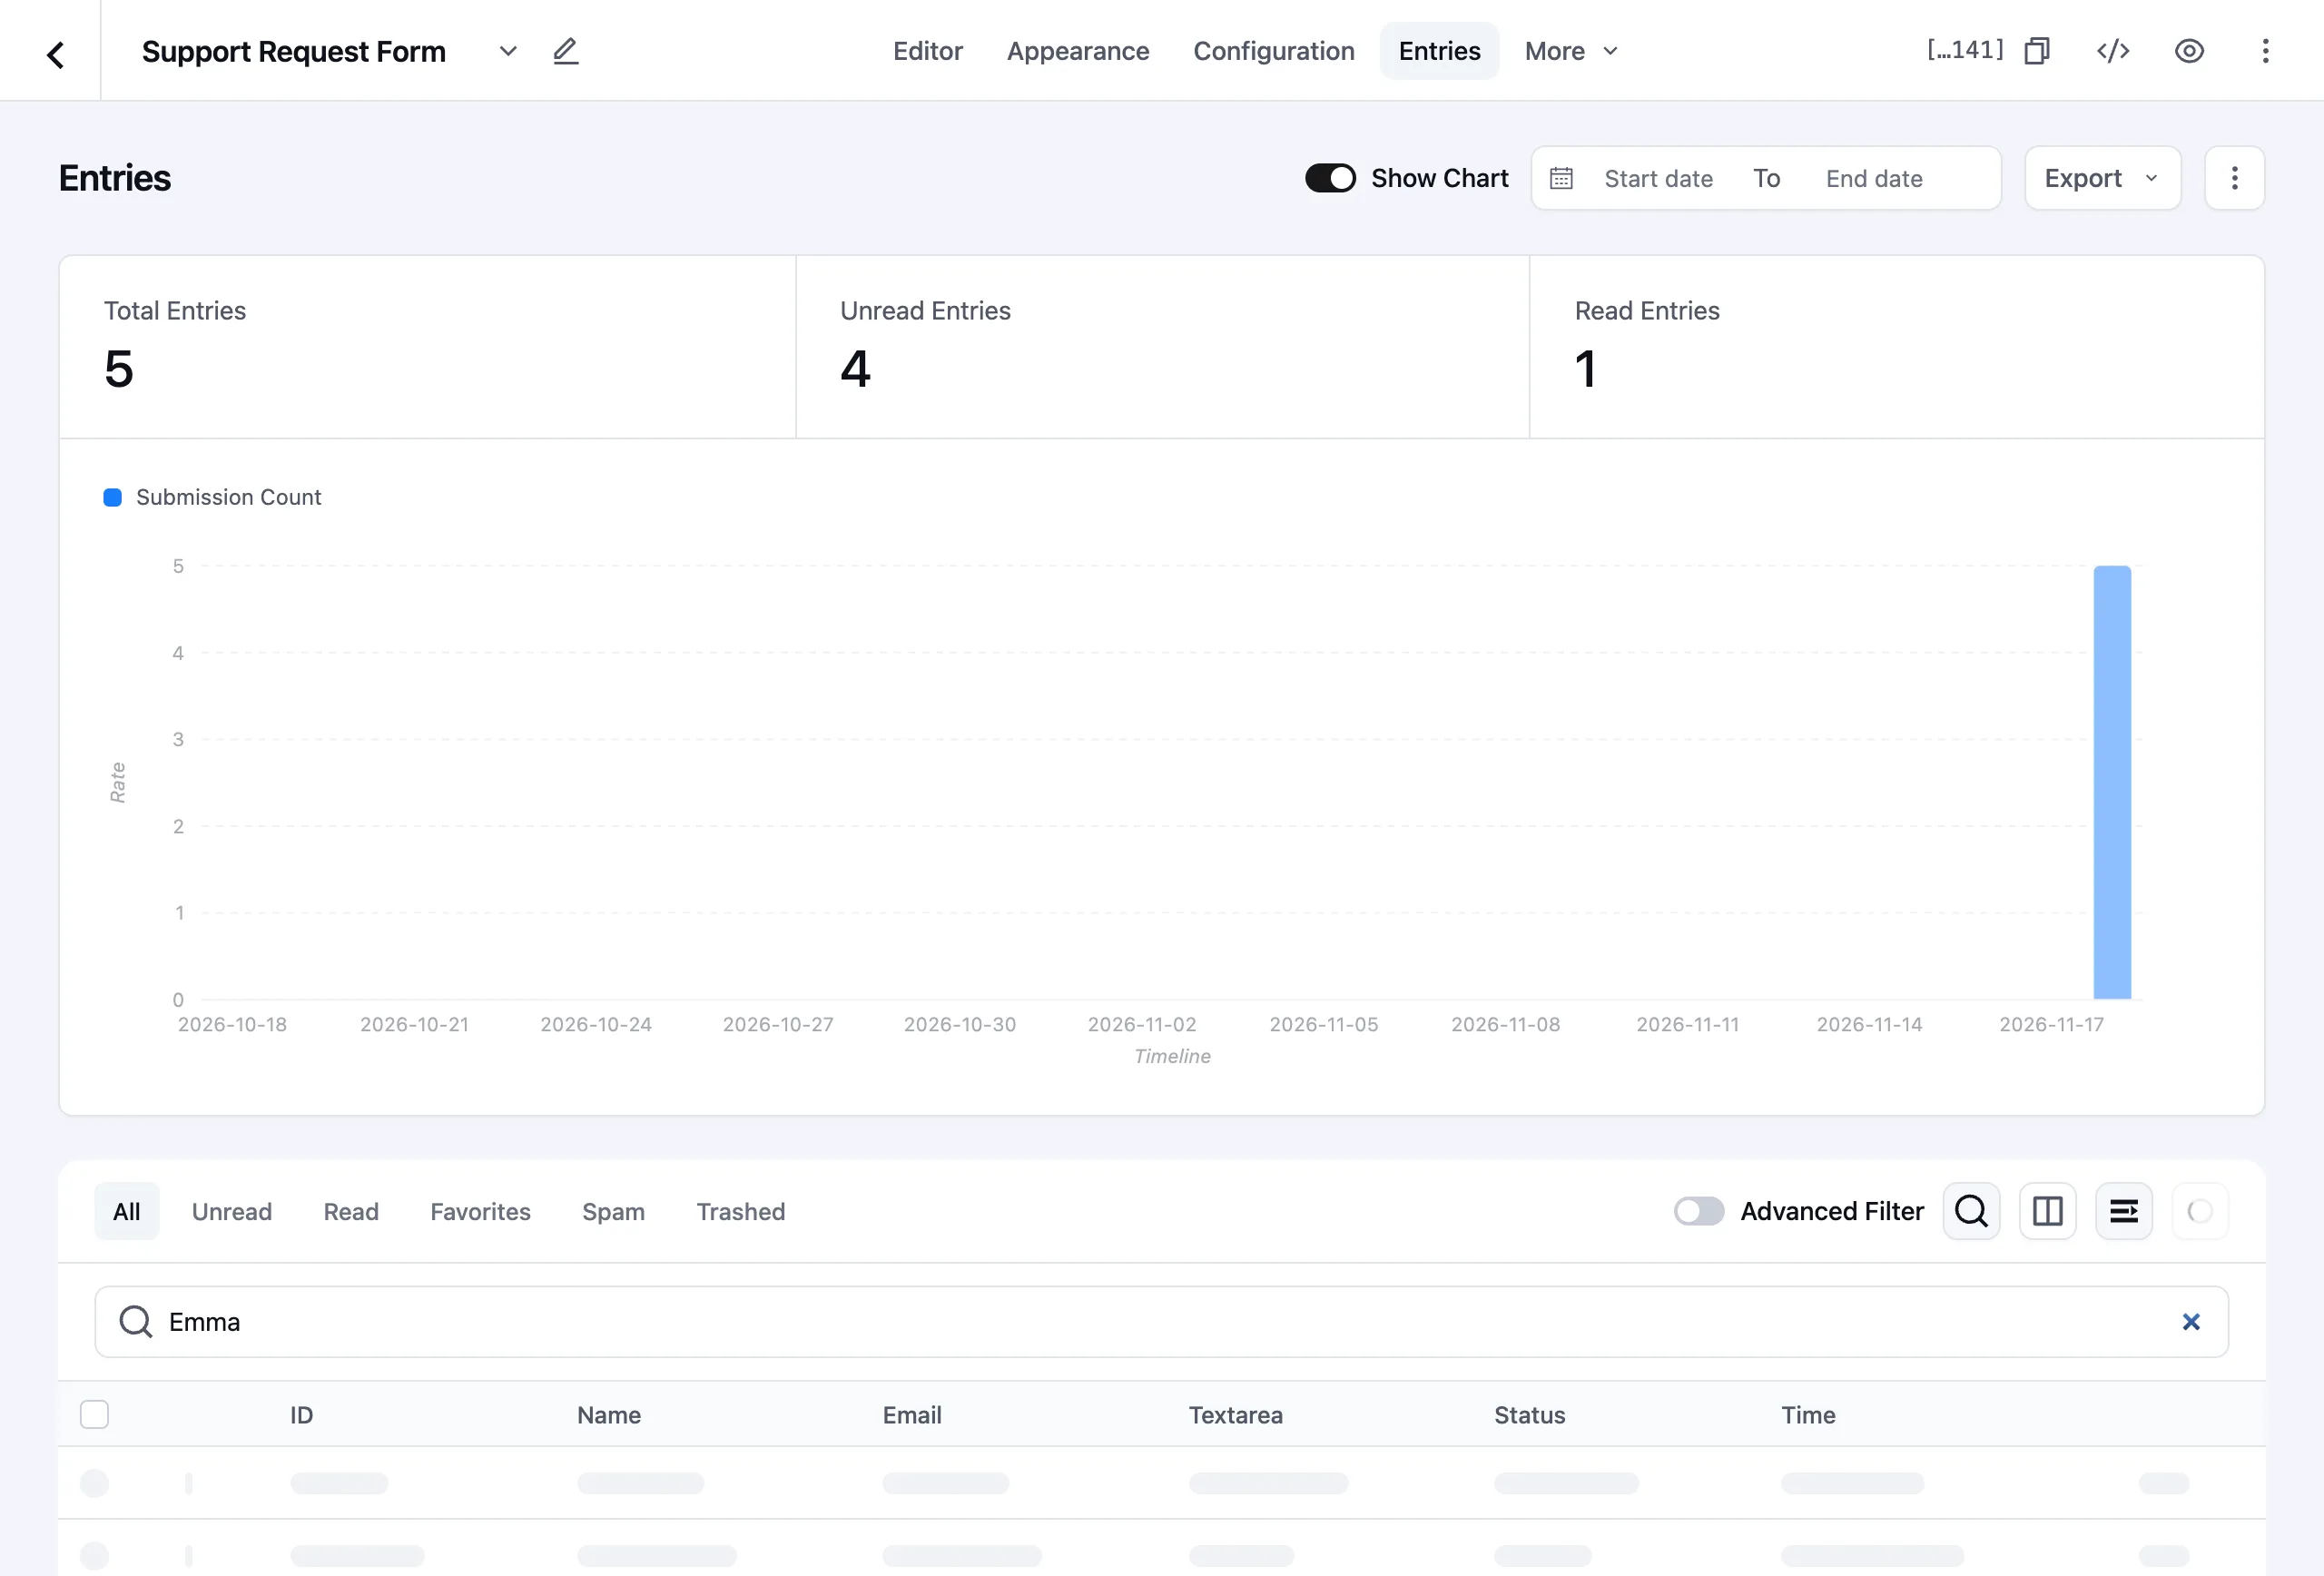 Support Request Form
Editor Appearance Configuration Entries More
[…141]
Entries
Show Chart
Start date To End date
Export
Total Entries
5
Unread Entries
4
Read Entries
1
Submission Count
5
4
3
2
1
0
Rate
2026-10-18 2026-10-21 2026-10-24 2026-10-27 2026-10-30 2026-11-02 2026-11-05 2026-11-08 2026-11-11 2026-11-14 2026-11-17
Timeline
All Unread Read Favorites Spam Trashed
Advanced Filter
Emma
ID Name Email Textarea Status Time